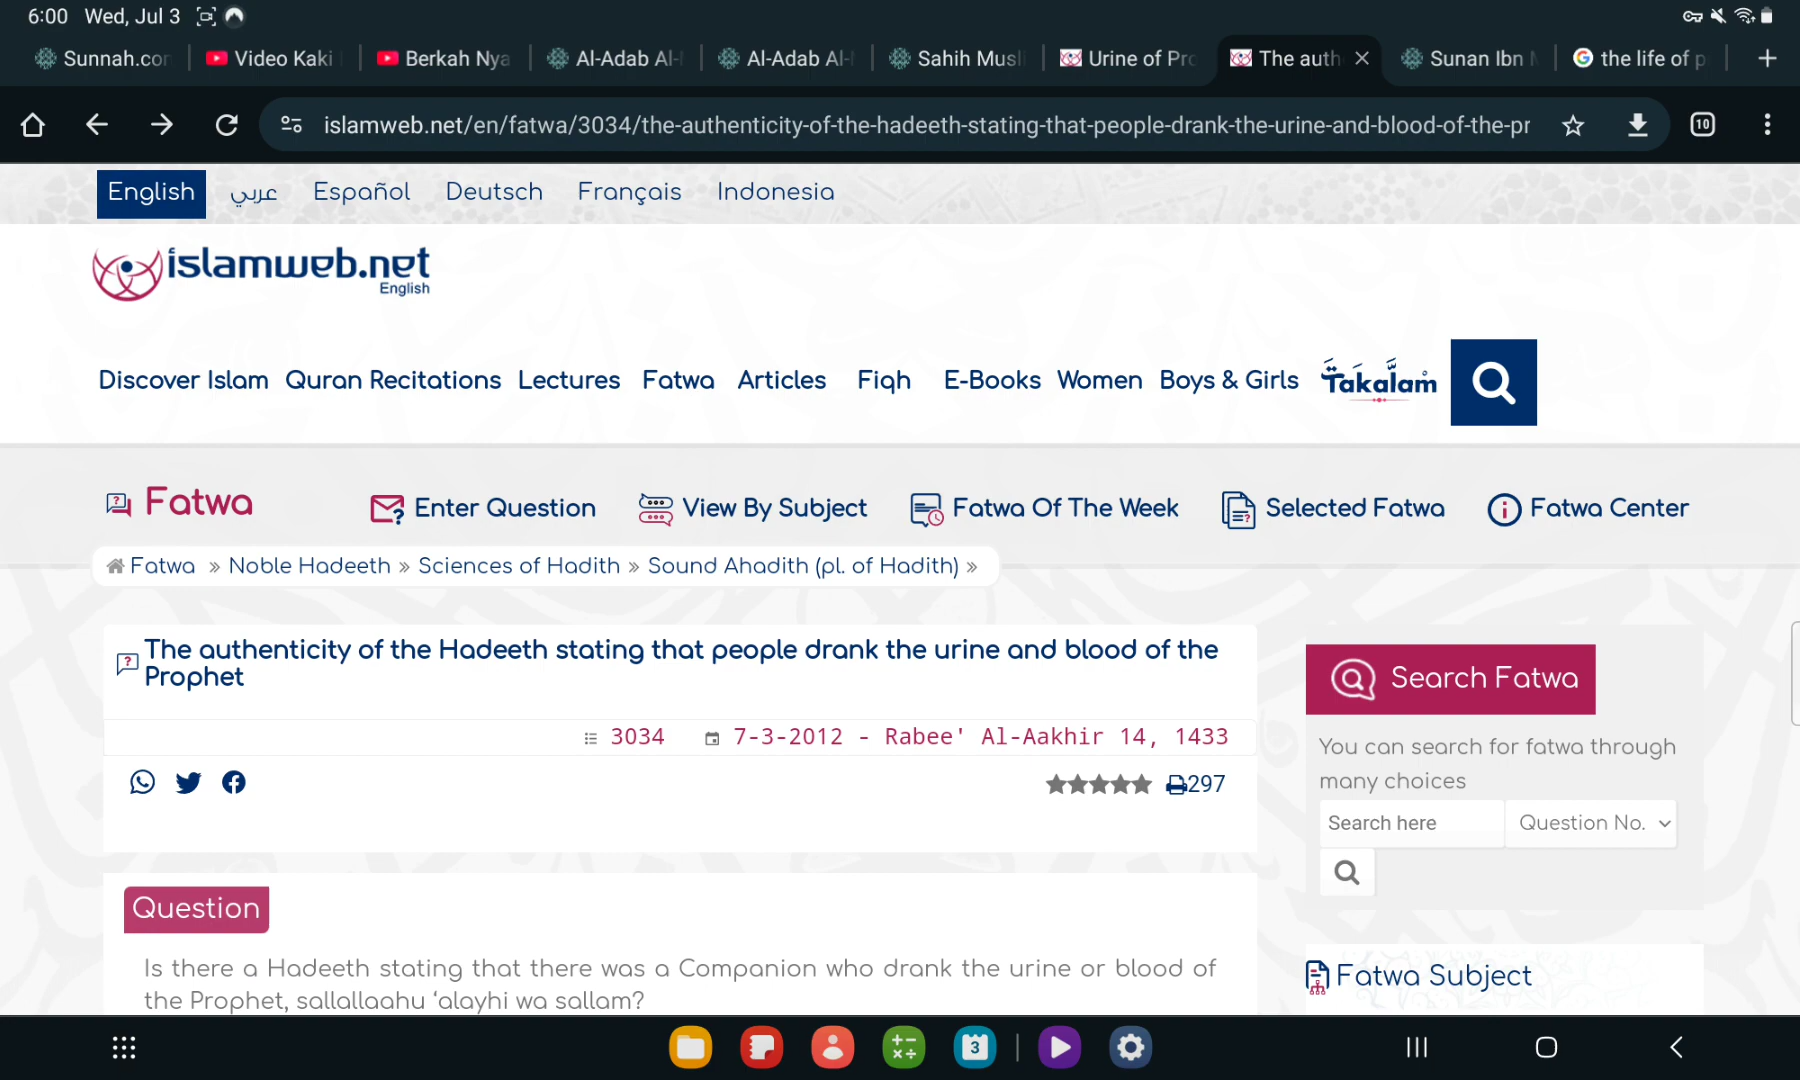 6:00 Wed, Jul 3
Sunnah.com
Video Kaki
Berkah Nya
Al-Adab Al-
Al-Adab Al-
Sahih Musli
Urine of Pro
The auth
Sunan Ibn M
the life of p
islamweb.net/en/fatwa/3034/the-authenticity-of-the-hadeeth-stating-that-people-drank-the-urine-and-blood-of-the-pr
10
English عربي Español Deutsch Français Indonesia
islamweb.net
English
Discover Islam Quran Recitations Lectures Fatwa Articles Fiqh E-Books Women Boys & Girls Takalam
Fatwa Enter Question View By Subject Fatwa Of The Week Selected Fatwa Fatwa Center
Fatwa » Noble Hadeeth » Sciences of Hadith » Sound Ahadith (pl. of Hadith) »
The authenticity of the Hadeeth stating that people drank the urine and blood of the
Prophet
3034 7-3-2012 - Rabee' Al-Aakhir 14, 1433
297
Question
Is there a Hadeeth stating that there was a Companion who drank the urine or blood of
the Prophet, sallallaahu ‘alayhi wa sallam?
Search Fatwa
You can search for fatwa through
many choices
Search here Question No.
Fatwa Subject
3